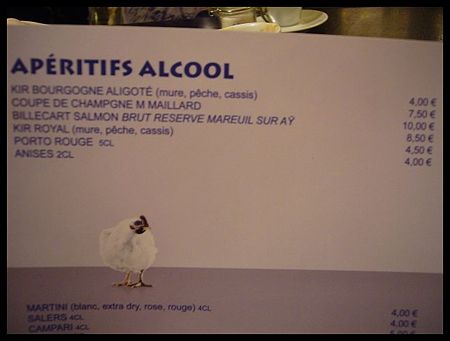 APÉRITIFS ALCOOL
KIR BOURGOGNE ALIGOTÉ (mure, pêche, cassis) 4,00 €
COUPE DE CHAMPGNE M MAILLARD 7,50 €
BILLECART SALMON BRUT RESERVE MAREUIL SUR AŸ 10,00 €
KIR ROYAL (mure, pêche, cassis) 8,50 €
PORTO ROUGE 5CL 4,50 €
ANISES 2CL 4,00 €
MARTINI (blanc, extra dry, rose, rouge) 4CL 4,00 €
SALERS 4CL 4,00 €
CAMPARI 4CL